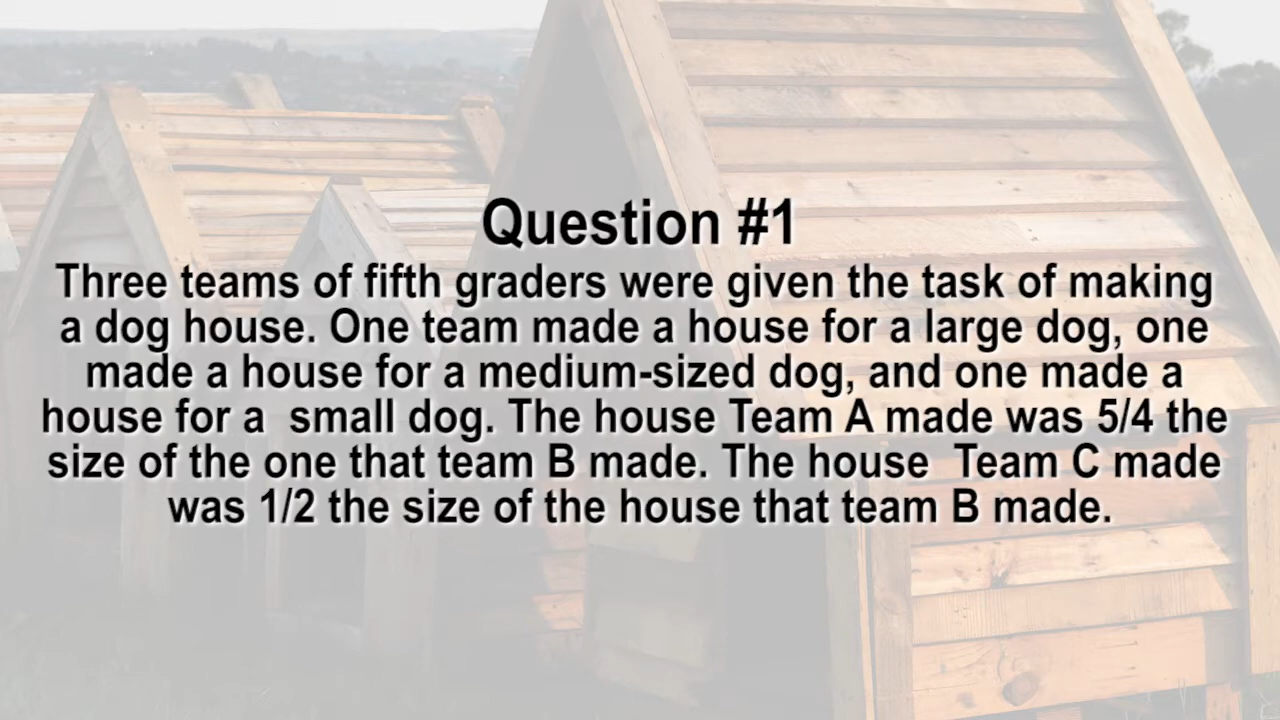 Question #1
Three teams of fifth graders were given the task of making
a dog house. One team made a house for a large dog, one
made a house for a medium-sized dog, and one made a
house for a  small dog. The house Team A made was 5/4 the
size of the one that team B made. The house  Team C made
was 1/2 the size of the house that team B made.